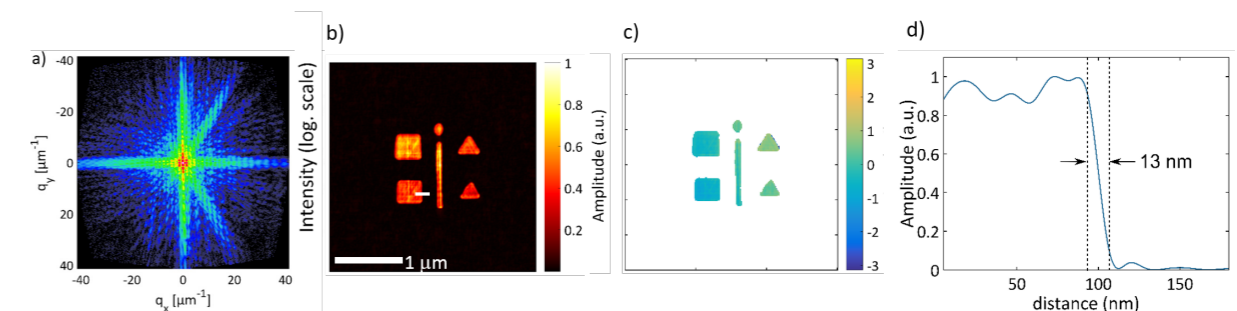 a)
-40
-20
0
20
40
qy [µm-1]
-40 -20 0 20 40
qx [µm-1]
Intensity (log. scale)
b)
1 µm
1
0.8
0.6
0.4
0.2
Amplitude (a.u.)
c)
3
2
1
0
-1
-2
-3
d)
1
0.8
0.6
0.4
0.2
0
Amplitude (a.u.)
13 nm
50 100 150
distance (nm)